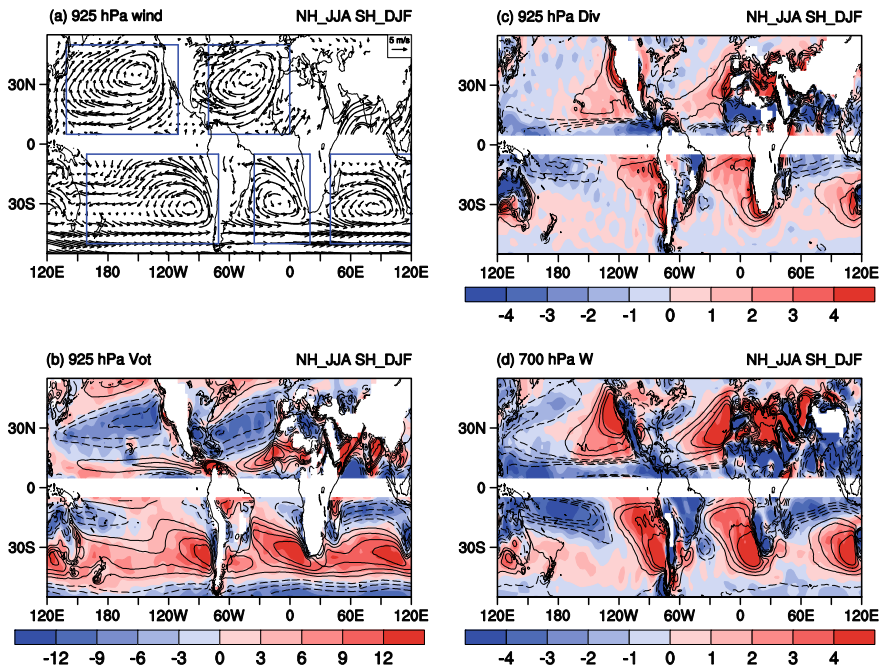 (a) 925 hPa wind NH_JJA SH_DJF
5 m/s
30N
0
30S
120E 180 120W 60W 0 60E 120E
(c) 925 hPa Div NH_JJA SH_DJF
30N
0
30S
120E 180 120W 60W 0 60E 120E
-4 -3 -2 -1 0 1 2 3 4
(b) 925 hPa Vot NH_JJA SH_DJF
30N
0
30S
120E 180 120W 60W 0 60E 120E
-12 -9 -6 -3 0 3 6 9 12
(d) 700 hPa W NH_JJA SH_DJF
30N
0
30S
120E 180 120W 60W 0 60E 120E
-4 -3 -2 -1 0 1 2 3 4